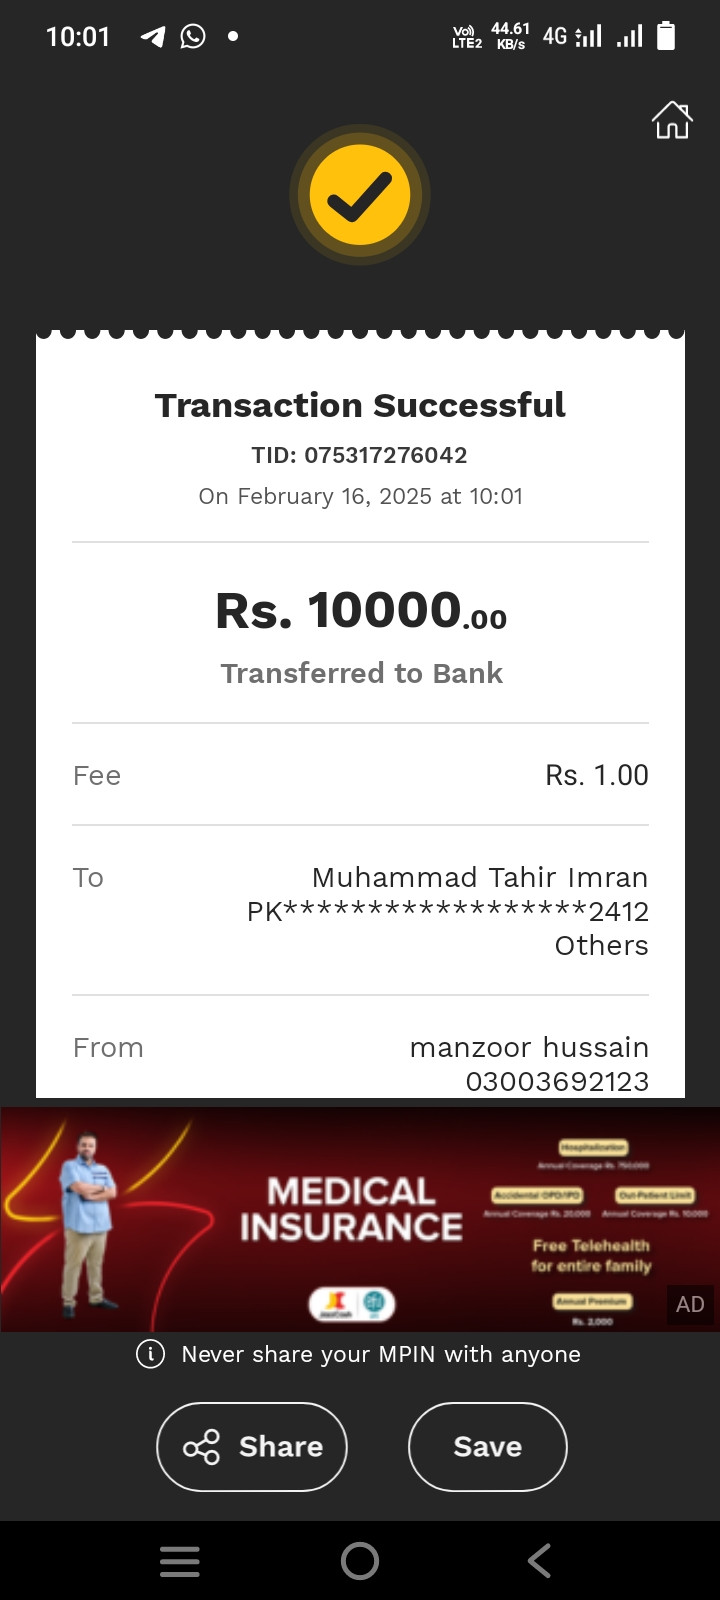 10:01
Vo)) 44.61 4G
LTE2 KB/s
Transaction Successful
TID: 075317276042
On February 16, 2025 at 10:01
Rs. 10000.00
Transferred to Bank
Fee Rs. 1.00
To Muhammad Tahir Imran
PK******************2412
Others
From manzoor hussain
03003692123
MEDICAL
INSURANCE
Hospitalization
Annual Coverage Rs. 750,000
Accidental OPD/IPD Out-Patient Limit
Annual Coverage Rs. 20,000 Annual Coverage Rs. 10,000
Free Telehealth
for entire family
Annual Premium
Rs. 2,000
JazzCash
AD
Never share your MPIN with anyone
Share Save